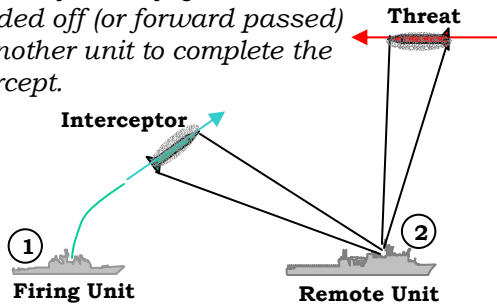 ded off (or forward passed)
nother unit to complete the
rcept.
Threat
Interceptor
1
2
Firing Unit
Remote Unit